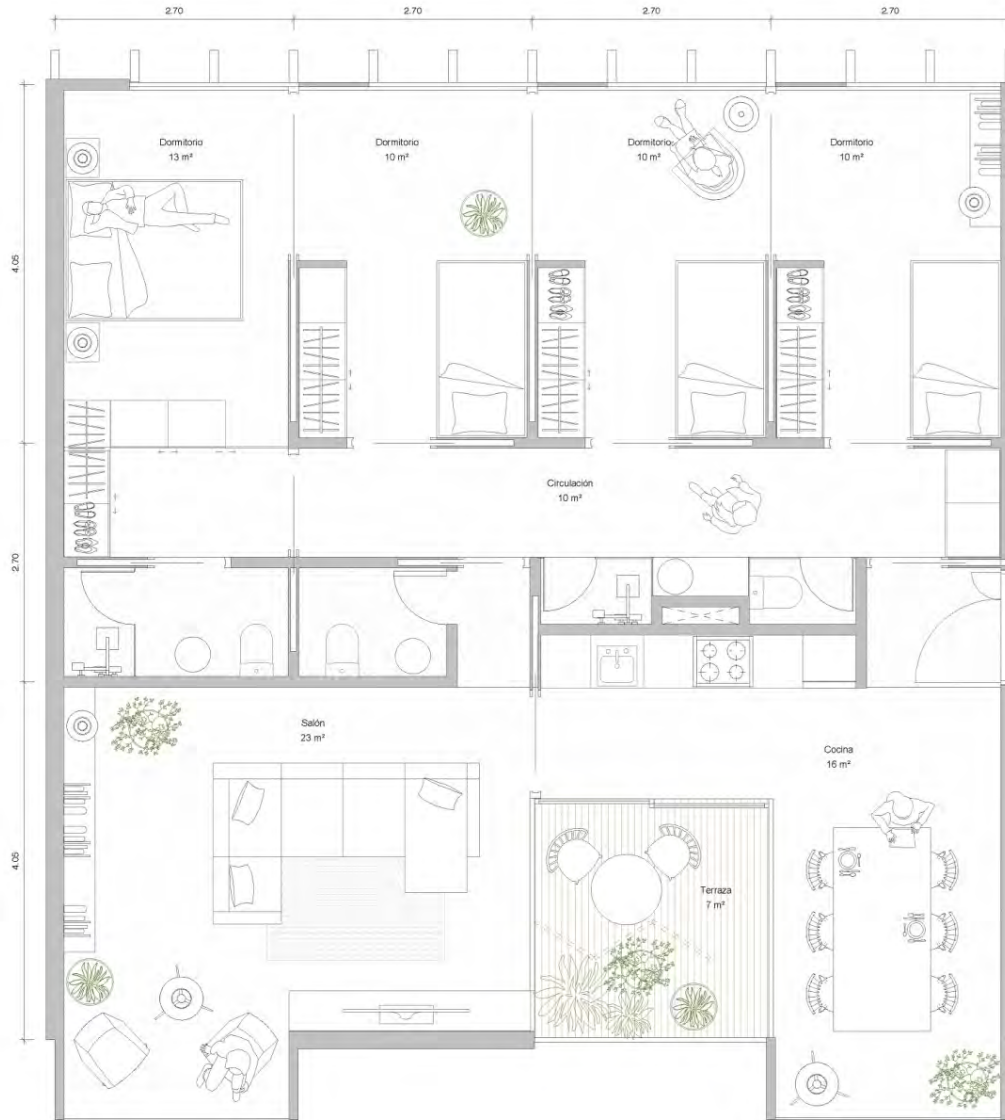 2.70
2.70
2.70
2.70
Dormitorio
13 m²
Dormitorio
10 m²
Dormitorio
10 m²
Dormitorio
10 m²
4.05
Circulación
10 m²
2.70
Salón
23 m²
Cocina
16 m²
4.05
Terraza
7 m²